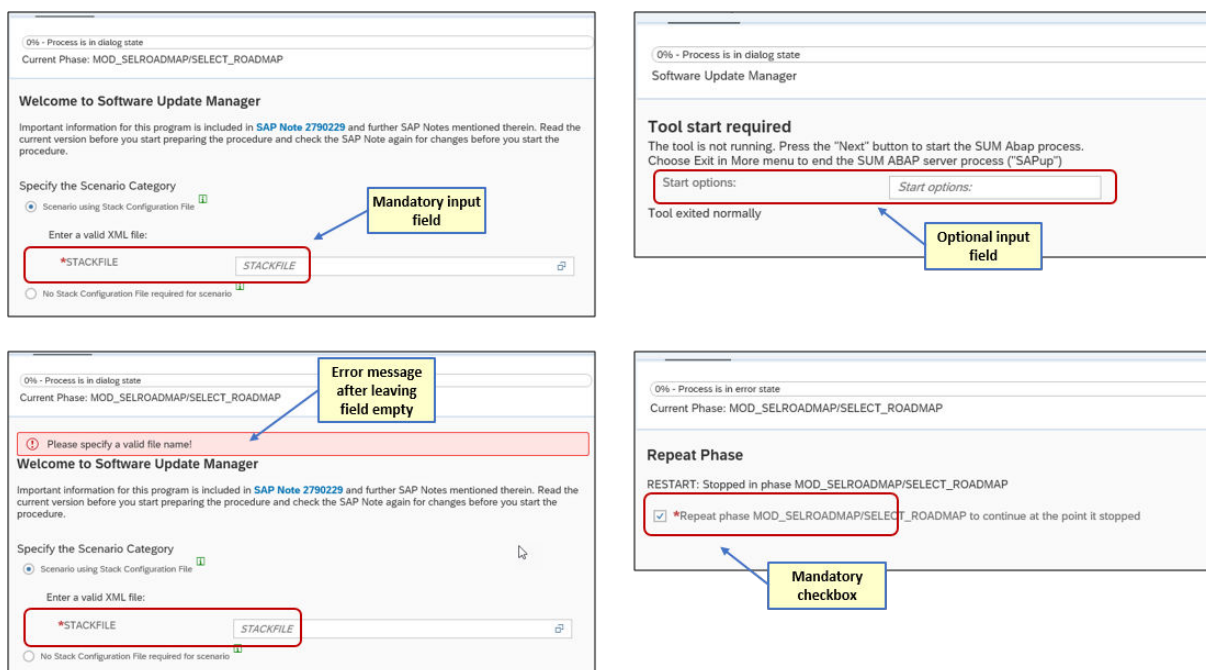 0% - Process is in dialog state
Current Phase: MOD_SELROADMAP/SELECT_ROADMAP
Welcome to Software Update Manager
Important information for this program is included in SAP Note 2790229 and further SAP Notes mentioned therein. Read the
current version before you start preparing the procedure and check the SAP Note again for changes before you start the
procedure.
Specify the Scenario Category
Scenario using Stack Configuration File
Mandatory input
field
Enter a valid XML file:
*STACKFILE
STACKFILE
No Stack Configuration File required for scenario
0% - Process is in dialog state
Software Update Manager
Tool start required
The tool is not running. Press the "Next" button to start the SUM Abap process.
Choose Exit in More menu to end the SUM ABAP server process ("SAPup")
Start options:
Start options:
Tool exited normally
Optional input
field
0% - Process is in dialog state
Current Phase: MOD_SELROADMAP/SELECT_ROADMAP
Error message
after leaving
field empty
Please specify a valid file name!
Welcome to Software Update Manager
Important information for this program is included in SAP Note 2790229 and further SAP Notes mentioned therein. Read the
current version before you start preparing the procedure and check the SAP Note again for changes before you start the
procedure.
Specify the Scenario Category
Scenario using Stack Configuration File
Enter a valid XML file:
*STACKFILE
STACKFILE
No Stack Configuration File required for scenario
0% - Process is in error state
Current Phase: MOD_SELROADMAP/SELECT_ROADMAP
Repeat Phase
RESTART: Stopped in phase MOD_SELROADMAP/SELECT_ROADMAP
*Repeat phase MOD_SELROADMAP/SELECT_ROADMAP to continue at the point it stopped
Mandatory
checkbox